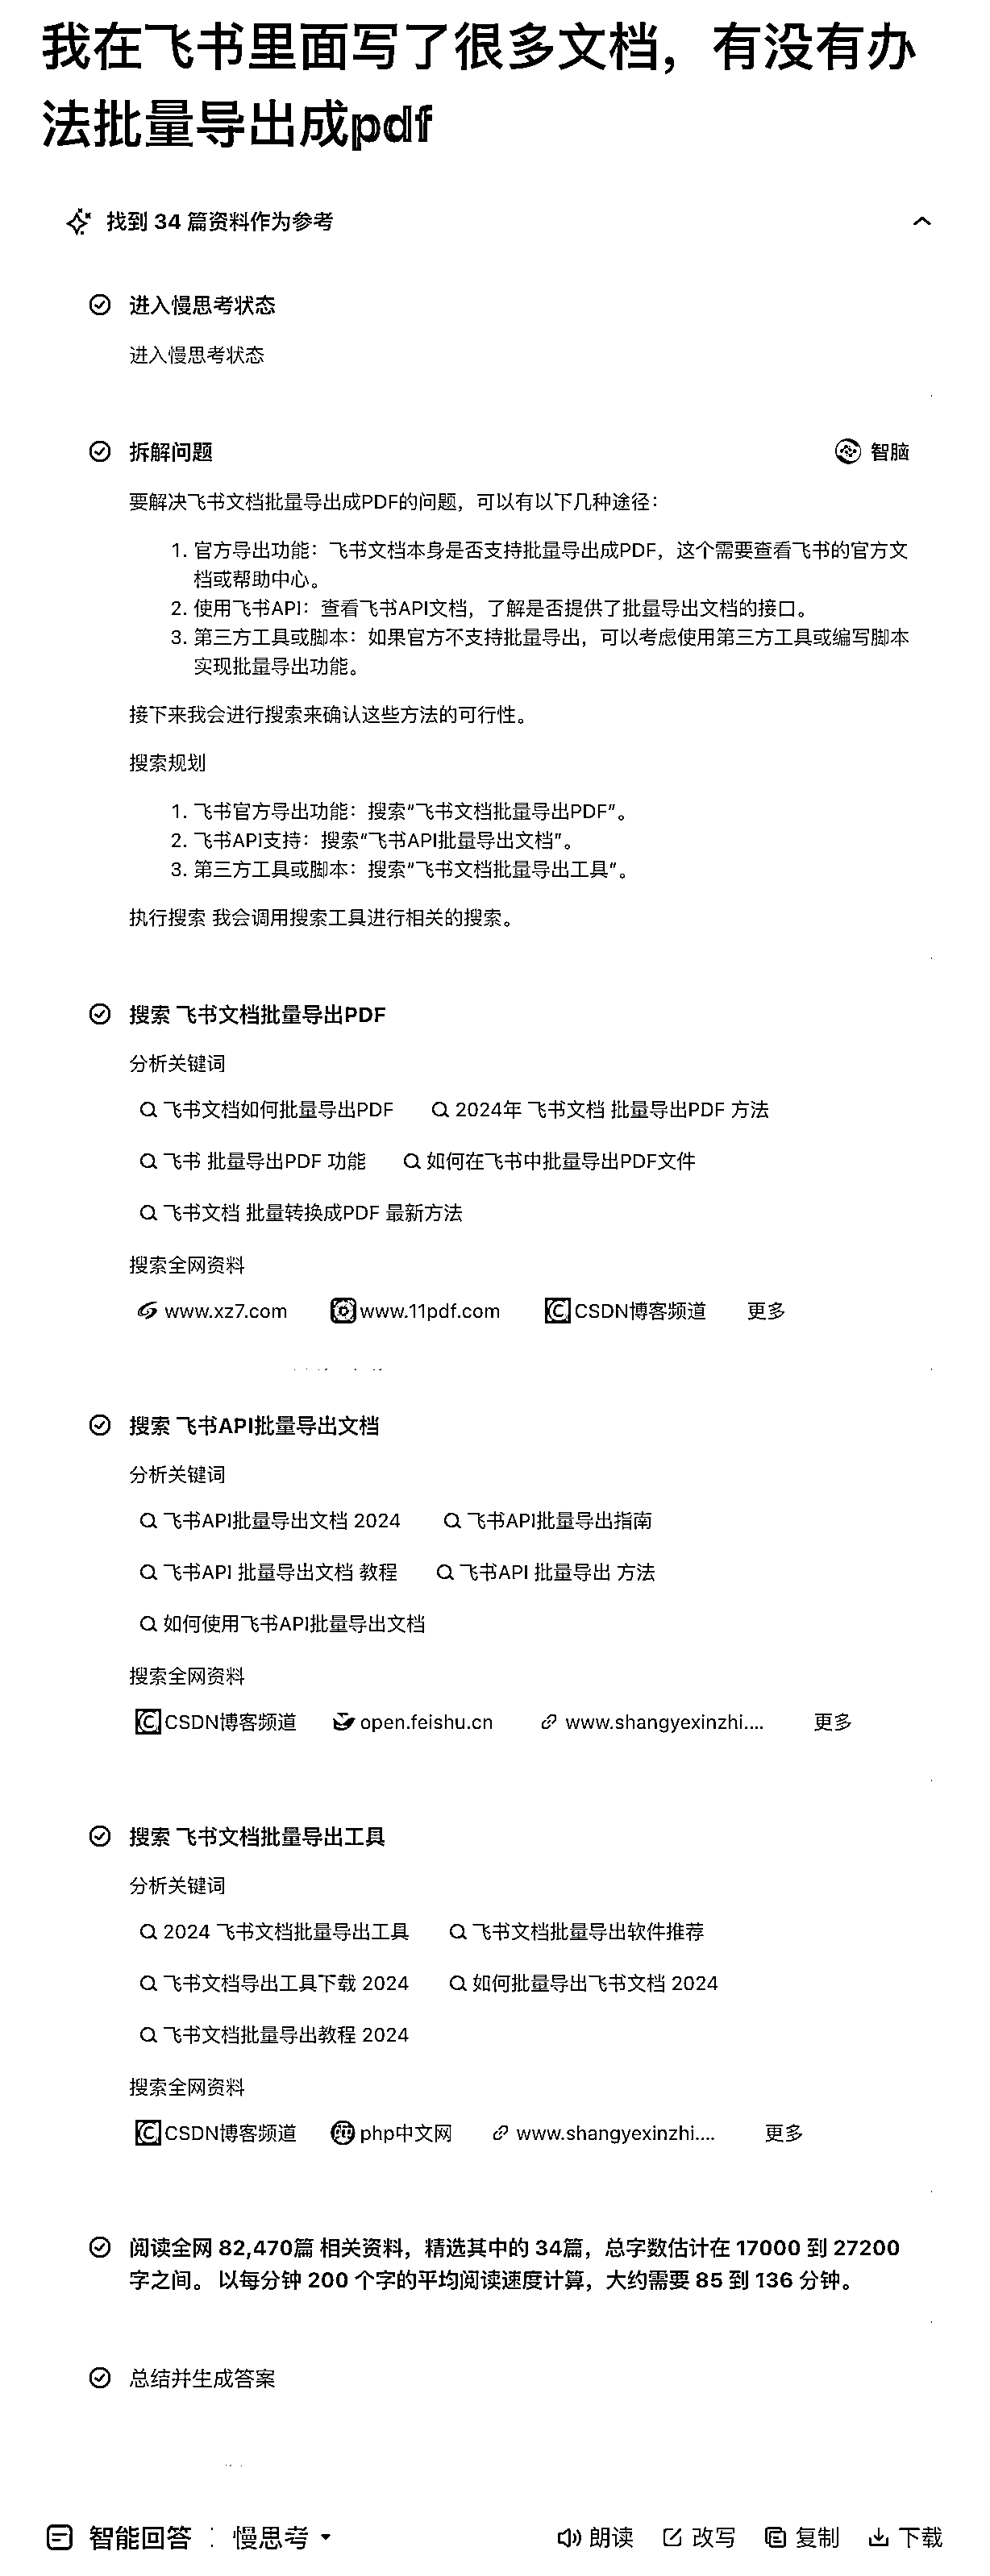 我在飞书里面写了很多文档，有没有办
法批量导出成pdf
找到 34 篇资料作为参考
进入慢思考状态
进入慢思考状态
拆解问题
智脑
要解决飞书文档批量导出成PDF的问题，可以有以下几种途径：
1. 官方导出功能：飞书文档本身是否支持批量导出成PDF，这个需要查看飞书的官方文
档或帮助中心。
2. 使用飞书API：查看飞书API文档，了解是否提供了批量导出文档的接口。
3. 第三方工具或脚本：如果官方不支持批量导出，可以考虑使用第三方工具或编写脚本
实现批量导出功能。
接下来我会进行搜索来确认这些方法的可行性。
搜索规划
1. 飞书官方导出功能：搜索“飞书文档批量导出PDF”。
2. 飞书API支持：搜索“飞书API批量导出文档”。
3. 第三方工具或脚本：搜索“飞书文档批量导出工具”。
执行搜索 我会调用搜索工具进行相关的搜索。
搜索 飞书文档批量导出PDF
分析关键词
飞书文档如何批量导出PDF 2024年 飞书文档 批量导出PDF 方法
飞书 批量导出PDF 功能 如何在飞书中批量导出PDF文件
飞书文档 批量转换成PDF 最新方法
搜索全网资料
www.xz7.com www.11pdf.com CSDN博客频道 更多
搜索 飞书API批量导出文档
分析关键词
飞书API批量导出文档 2024 飞书API批量导出指南
飞书API 批量导出文档 教程 飞书API 批量导出 方法
如何使用飞书API批量导出文档
搜索全网资料
CSDN博客频道 open.feishu.cn www.shangyexinzhi.... 更多
搜索 飞书文档批量导出工具
分析关键词
2024 飞书文档批量导出工具 飞书文档批量导出软件推荐
飞书文档导出工具下载 2024 如何批量导出飞书文档 2024
飞书文档批量导出教程 2024
搜索全网资料
CSDN博客频道 php中文网 www.shangyexinzhi.... 更多
阅读全网 82,470篇 相关资料，精选其中的 34篇，总字数估计在 17000 到 27200
字之间。 以每分钟 200 个字的平均阅读速度计算，大约需要 85 到 136 分钟。
总结并生成答案
智能回答 慢思考 朗读 改写 复制 下载